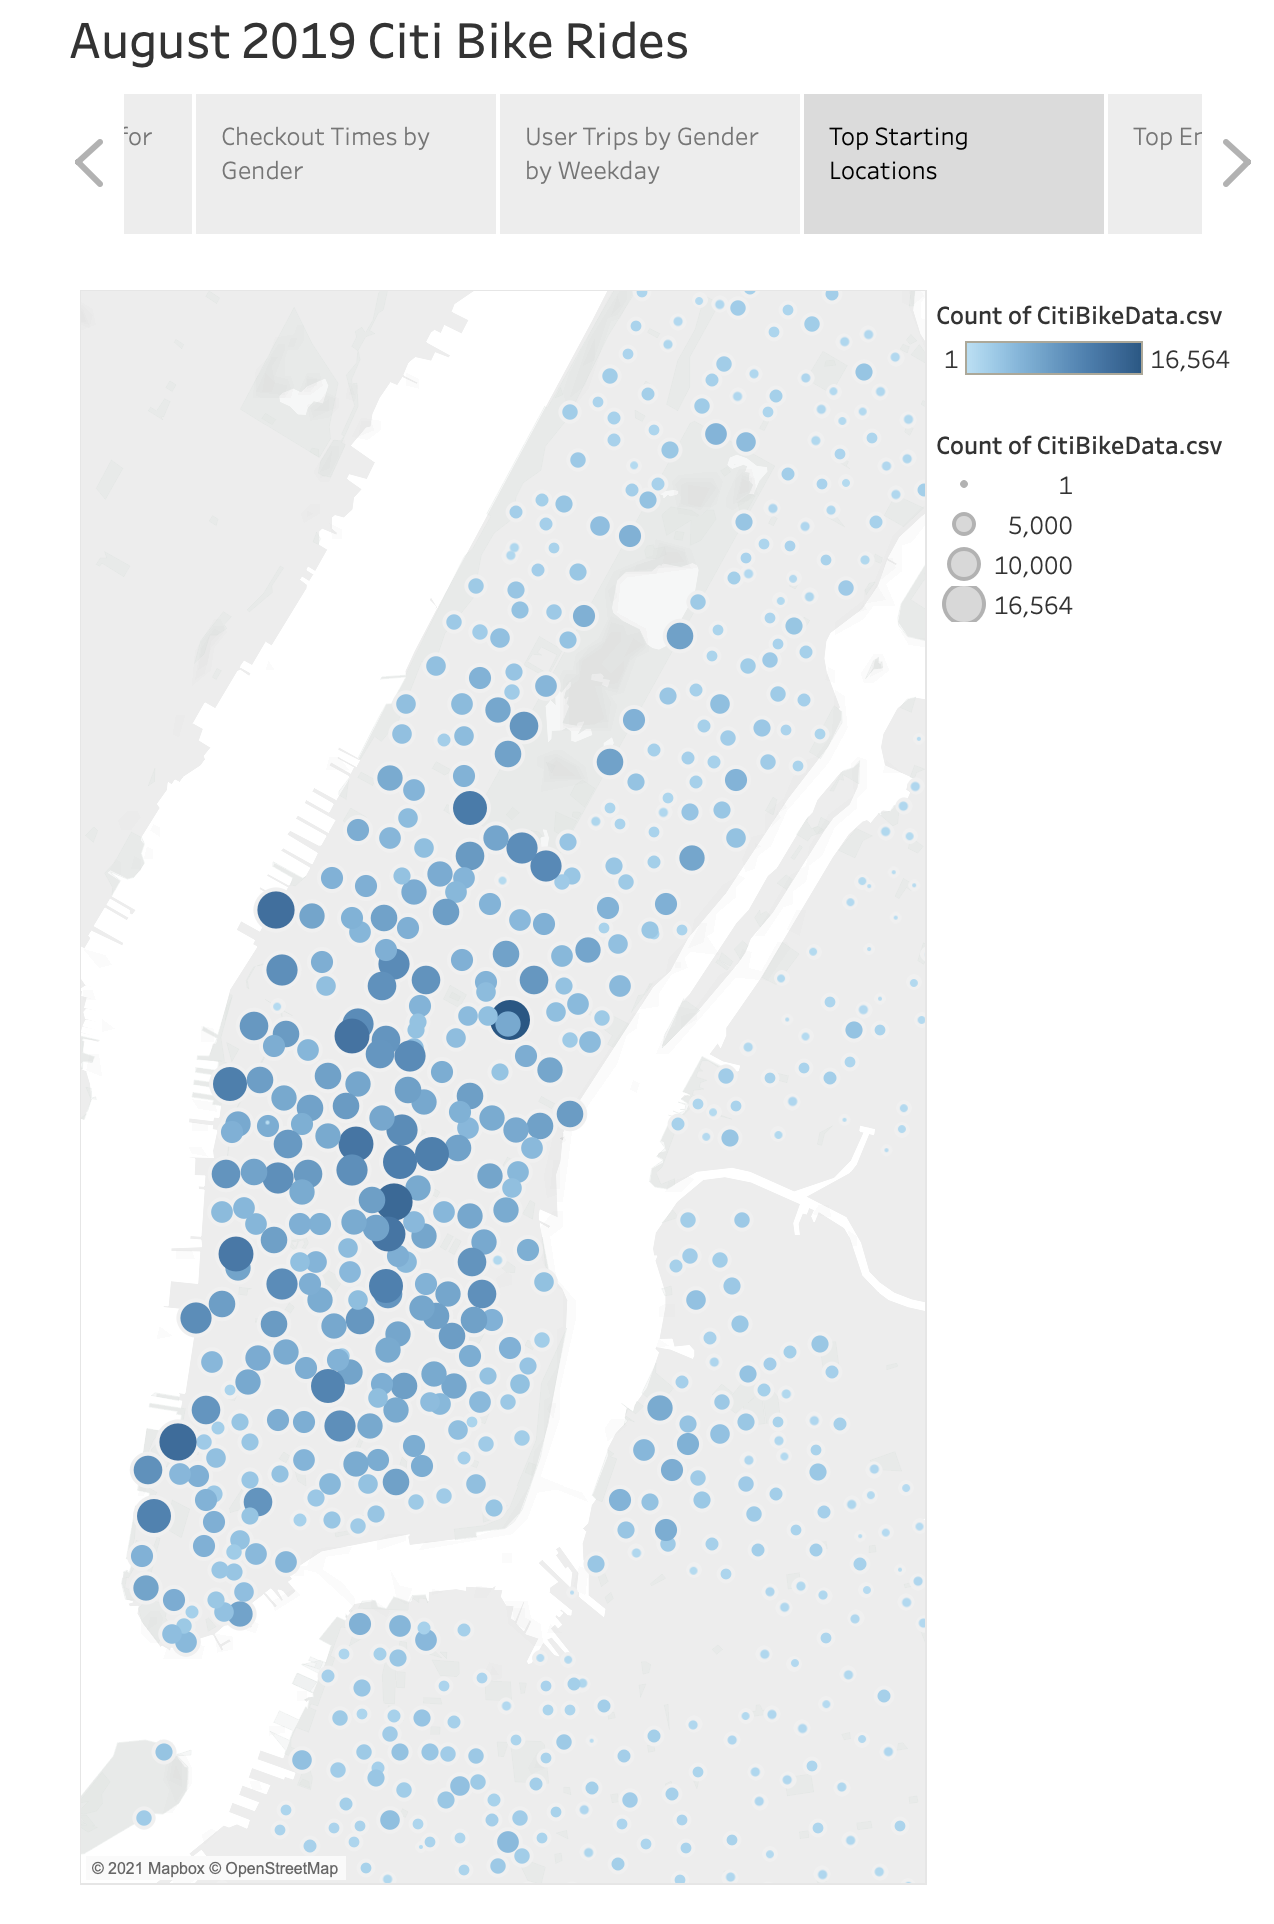 August 2019 Citi Bike Rides
for
Checkout Times by
Gender
User Trips by Gender
by Weekday
Top Starting
Locations
Top Er
Count of CitiBikeData.csv
1 16,564
Count of CitiBikeData.csv
1
5,000
10,000
16,564
© 2021 Mapbox © OpenStreetMap